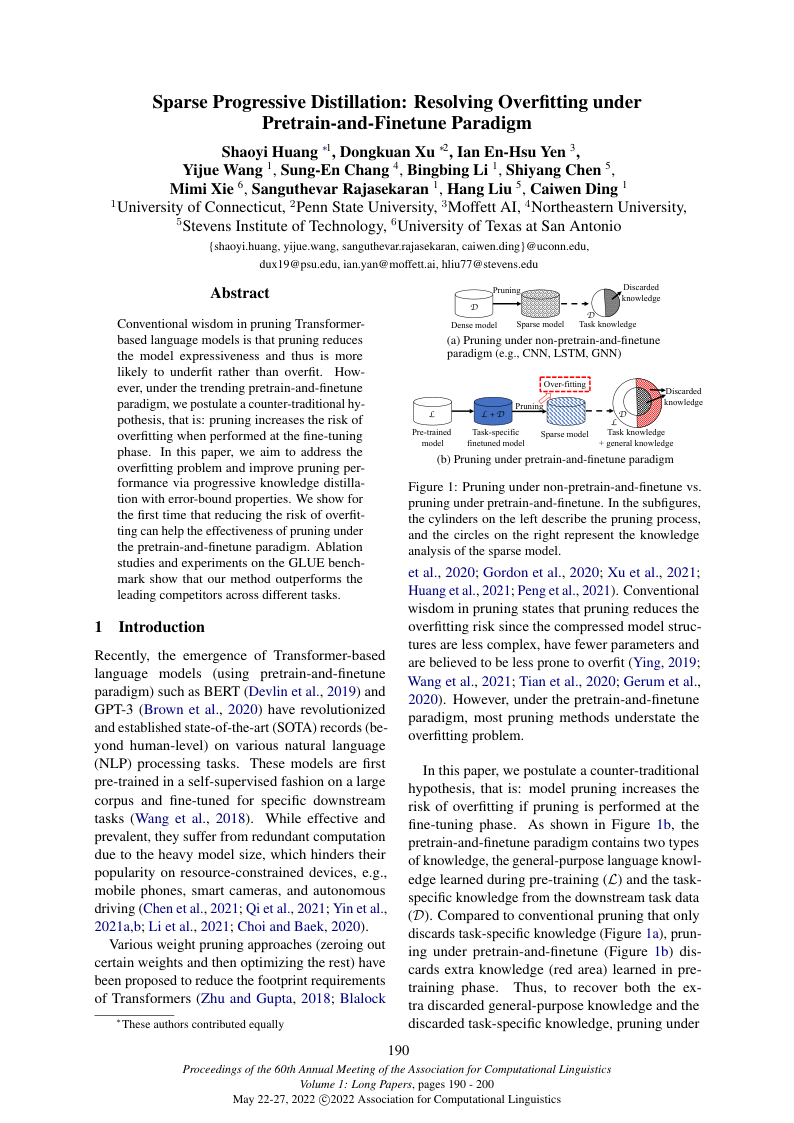 Sparse Progressive Distillation: Resolving Overfitting under
Pretrain-and-Finetune Paradigm
Shaoyi Huang *1, Dongkuan Xu *2, Ian En-Hsu Yen 3,
Yijue Wang 1, Sung-En Chang 4, Bingbing Li 1, Shiyang Chen 5,
Mimi Xie 6, Sanguthevar Rajasekaran 1, Hang Liu 5, Caiwen Ding 1
1University of Connecticut, 2Penn State University, 3Moffett AI, 4Northeastern University,
5Stevens Institute of Technology, 6University of Texas at San Antonio
{shaoyi.huang, yijue.wang, sanguthevar.rajasekaran, caiwen.ding}@uconn.edu,
dux19@psu.edu, ian.yan@moffett.ai, hliu77@stevens.edu
Abstract
Conventional wisdom in pruning Transformer-
based language models is that pruning reduces
the model expressiveness and thus is more
likely to underfit rather than overfit. How-
ever, under the trending pretrain-and-finetune
paradigm, we postulate a counter-traditional hy-
pothesis, that is: pruning increases the risk of
overfitting when performed at the fine-tuning
phase. In this paper, we aim to address the
overfitting problem and improve pruning per-
formance via progressive knowledge distilla-
tion with error-bound properties. We show for
the first time that reducing the risk of overfit-
ting can help the effectiveness of pruning under
the pretrain-and-finetune paradigm. Ablation
studies and experiments on the GLUE bench-
mark show that our method outperforms the
leading competitors across different tasks.
1 Introduction
Recently, the emergence of Transformer-based
language models (using pretrain-and-finetune
paradigm) such as BERT (Devlin et al., 2019) and
GPT-3 (Brown et al., 2020) have revolutionized
and established state-of-the-art (SOTA) records (be-
yond human-level) on various natural language
(NLP) processing tasks. These models are first
pre-trained in a self-supervised fashion on a large
corpus and fine-tuned for specific downstream
tasks (Wang et al., 2018). While effective and
prevalent, they suffer from redundant computation
due to the heavy model size, which hinders their
popularity on resource-constrained devices, e.g.,
mobile phones, smart cameras, and autonomous
driving (Chen et al., 2021; Qi et al., 2021; Yin et al.,
2021a,b; Li et al., 2021; Choi and Baek, 2020).
Various weight pruning approaches (zeroing out
certain weights and then optimizing the rest) have
been proposed to reduce the footprint requirements
of Transformers (Zhu and Gupta, 2018; Blalock
*These authors contributed equally
Pruning
Discarded
knowledge
D
D
Dense model
Sparse model
Task knowledge
(a) Pruning under non-pretrain-and-finetune
paradigm (e.g., CNN, LSTM, GNN)
Over-fitting
Pruning
Discarded
knowledge
L
L + D
D
L
Pre-trained
model
Task-specific
finetuned model
Sparse model
Task knowledge
+ general knowledge
(b) Pruning under pretrain-and-finetune paradigm
Figure 1: Pruning under non-pretrain-and-finetune vs.
pruning under pretrain-and-finetune. In the subfigures,
the cylinders on the left describe the pruning process,
and the circles on the right represent the knowledge
analysis of the sparse model.
et al., 2020; Gordon et al., 2020; Xu et al., 2021;
Huang et al., 2021; Peng et al., 2021). Conventional
wisdom in pruning states that pruning reduces the
overfitting risk since the compressed model struc-
tures are less complex, have fewer parameters and
are believed to be less prone to overfit (Ying, 2019;
Wang et al., 2021; Tian et al., 2020; Gerum et al.,
2020). However, under the pretrain-and-finetune
paradigm, most pruning methods understate the
overfitting problem.
In this paper, we postulate a counter-traditional
hypothesis, that is: model pruning increases the
risk of overfitting if pruning is performed at the
fine-tuning phase. As shown in Figure 1b, the
pretrain-and-finetune paradigm contains two types
of knowledge, the general-purpose language knowl-
edge learned during pre-training (L) and the task-
specific knowledge from the downstream task data
(D). Compared to conventional pruning that only
discards task-specific knowledge (Figure 1a), prun-
ing under pretrain-and-finetune (Figure 1b) dis-
cards extra knowledge (red area) learned in pre-
training phase. Thus, to recover both the ex-
tra discarded general-purpose knowledge and the
discarded task-specific knowledge, pruning under
190
Proceedings of the 60th Annual Meeting of the Association for Computational Linguistics
Volume 1: Long Papers, pages 190 - 200
May 22-27, 2022 ©2022 Association for Computational Linguistics